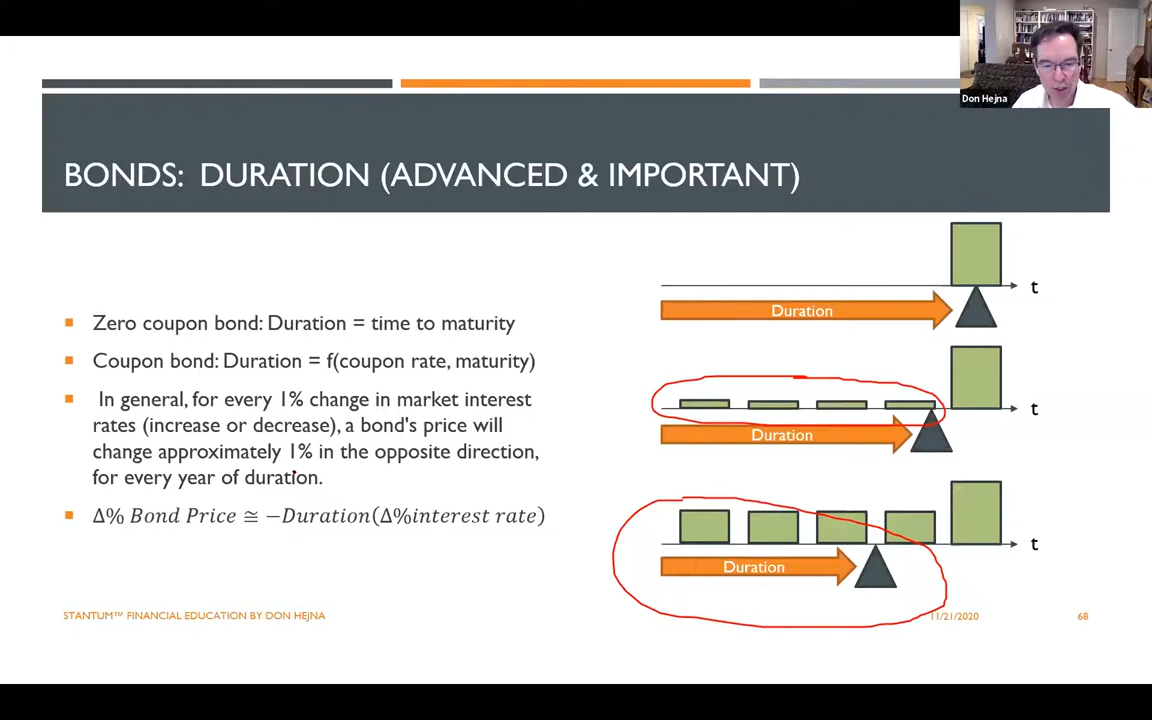 Don Hejna
BONDS: DURATION (ADVANCED & IMPORTANT)
Zero coupon bond: Duration = time to maturity
Coupon bond: Duration = f(coupon rate, maturity)
In general, for every 1% change in market interest
rates (increase or decrease), a bond's price will
change approximately 1% in the opposite direction,
for every year of duration.
Δ% Bond Price ≅ −Duration(Δ%interest rate)
Duration
t
Duration
t
Duration
t
STANTUM™ FINANCIAL EDUCATION BY DON HEJNA
11/21/2020
68